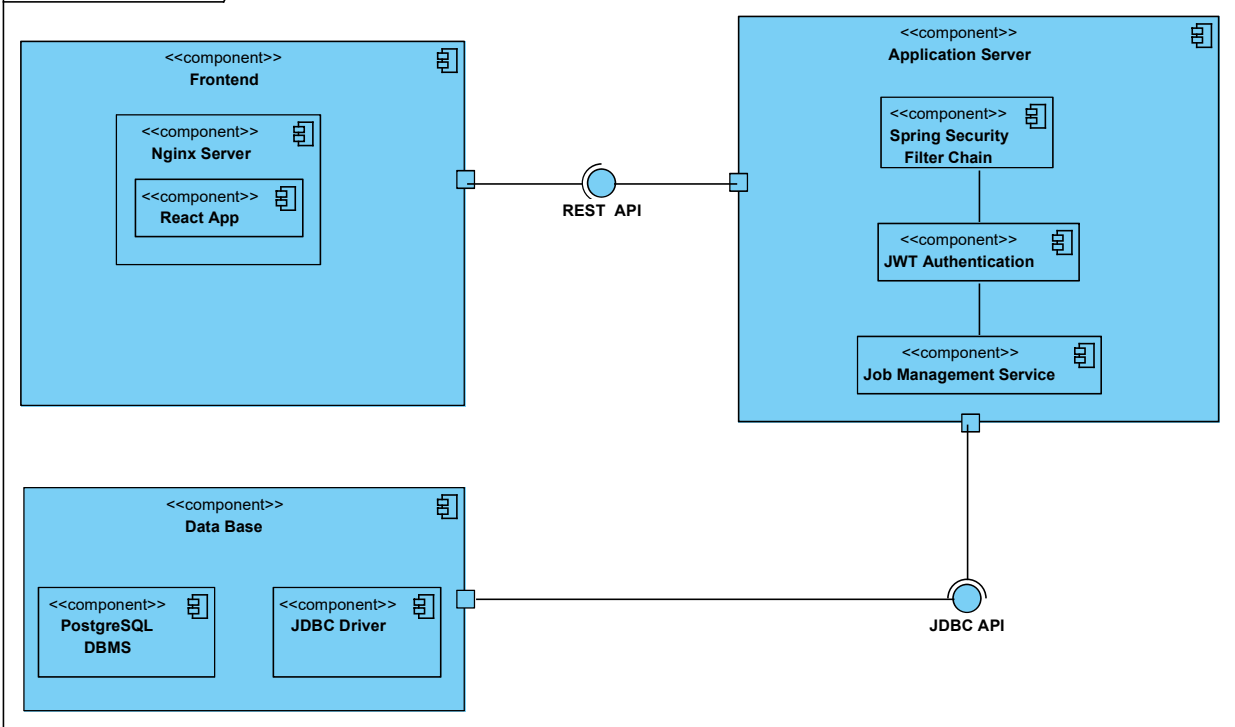 <<component>>
Frontend
<<component>>
Nginx Server
<<component>>
React App
REST API
<<component>>
Application Server
<<component>>
Spring Security
Filter Chain
<<component>>
JWT Authentication
<<component>>
Job Management Service
<<component>>
Data Base
<<component>>
PostgreSQL
DBMS
<<component>>
JDBC Driver
JDBC API